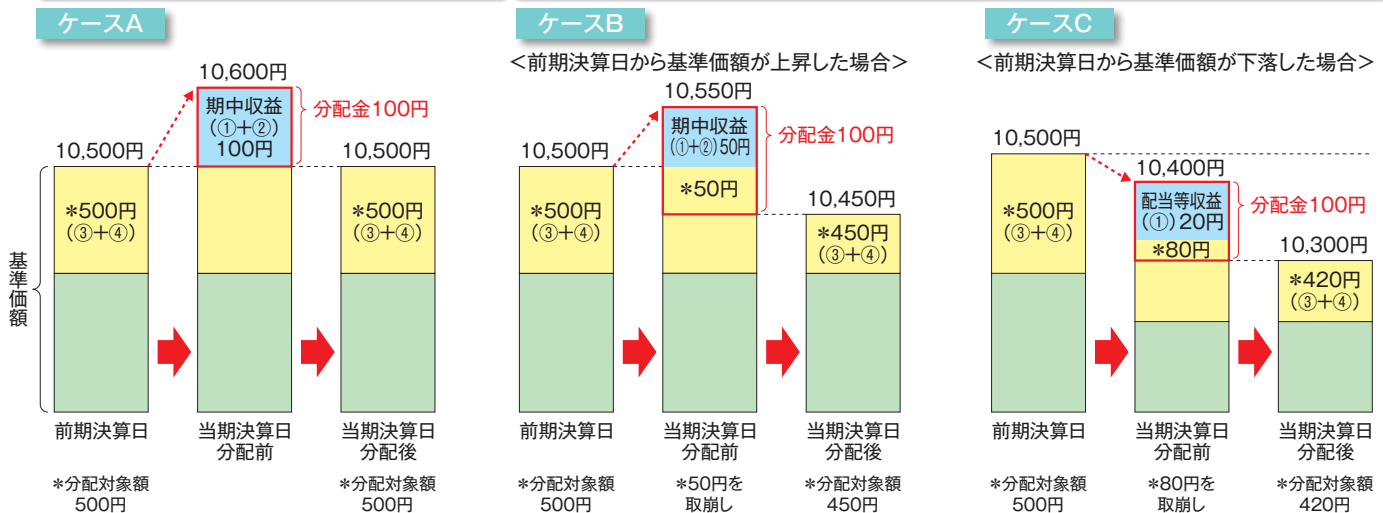 ケースA
10,600円
期中収益
(①+②)
100円
分配金100円
10,500円
10,500円
*500円
(③+④)
*500円
(③+④)
基準価額
前期決算日
当期決算日
分配前
当期決算日
分配後
*分配対象額
500円
*分配対象額
500円
ケースB
<前期決算日から基準価額が上昇した場合>
10,550円
期中収益
(①+②)50円
分配金100円
10,500円
*50円
10,450円
*500円
(③+④)
*450円
(③+④)
前期決算日
当期決算日
分配前
当期決算日
分配後
*分配対象額
500円
*50円を
取崩し
*分配対象額
450円
ケースC
<前期決算日から基準価額が下落した場合>
10,500円
10,400円
配当等収益
(①)20円
分配金100円
*500円
(③+④)
*80円
10,300円
*420円
(③+④)
前期決算日
当期決算日
分配前
当期決算日
分配後
*分配対象額
500円
*80円を
取崩し
*分配対象額
420円